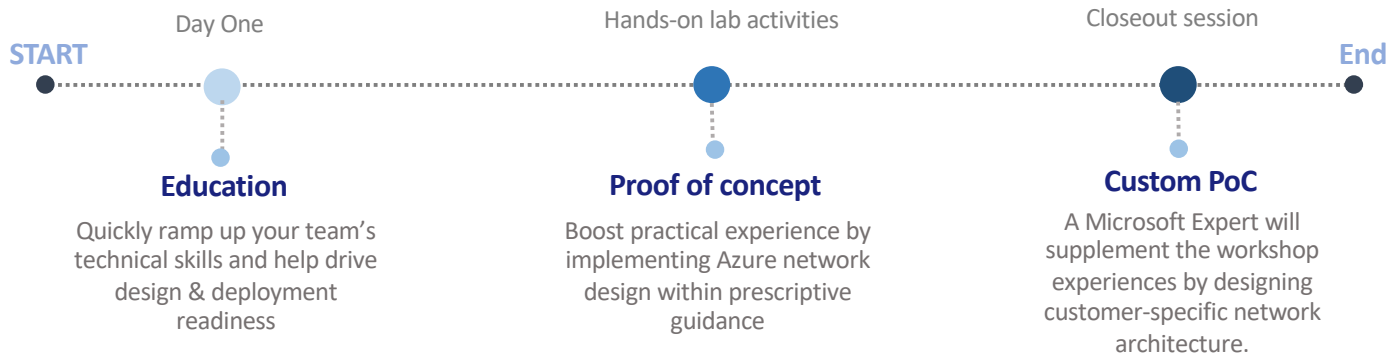 Day One
Hands-on lab activities
Closeout session
START
End
Education
Quickly ramp up your team’s
technical skills and help drive
design & deployment
readiness
Proof of concept
Boost practical experience by
implementing Azure network
design within prescriptive
guidance
Custom PoC
A Microsoft Expert will
supplement the workshop
experiences by designing
customer-specific network
architecture.